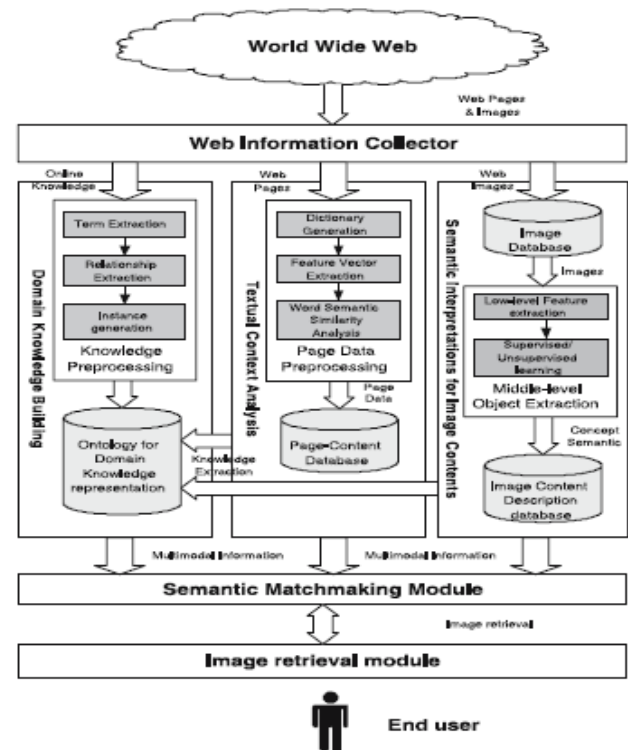 World Wide Web
Web Pages
& Images
Web Information Collector
Online
Knowledge
Term Extraction
Relationship
Extraction
Instance
generation
Knowledge
Preprocessing
Ontology for
Domain
Knowledge
representation
Domain Knowledge Building
Web
Pages
Dictionary
Generation
Feature Vector
Extraction
Word Semantic
Similarity
Analysis
Page Data
Preprocessing
Page
Data
Page-Content
Database
Knowledge
Extraction
Textual Context Analysis
Web
Images
Image
Database
Images
Low-level Feature
extraction
Supervised/
Unsupervised
learning
Middle-level
Object Extraction
Concept
Semantic
Image Content
Description
database
Semantic Interpretations for Image Contents
Multimodal Information
Multimodal Information
Semantic Matchmaking Module
Image retrieval
Image retrieval module
End user